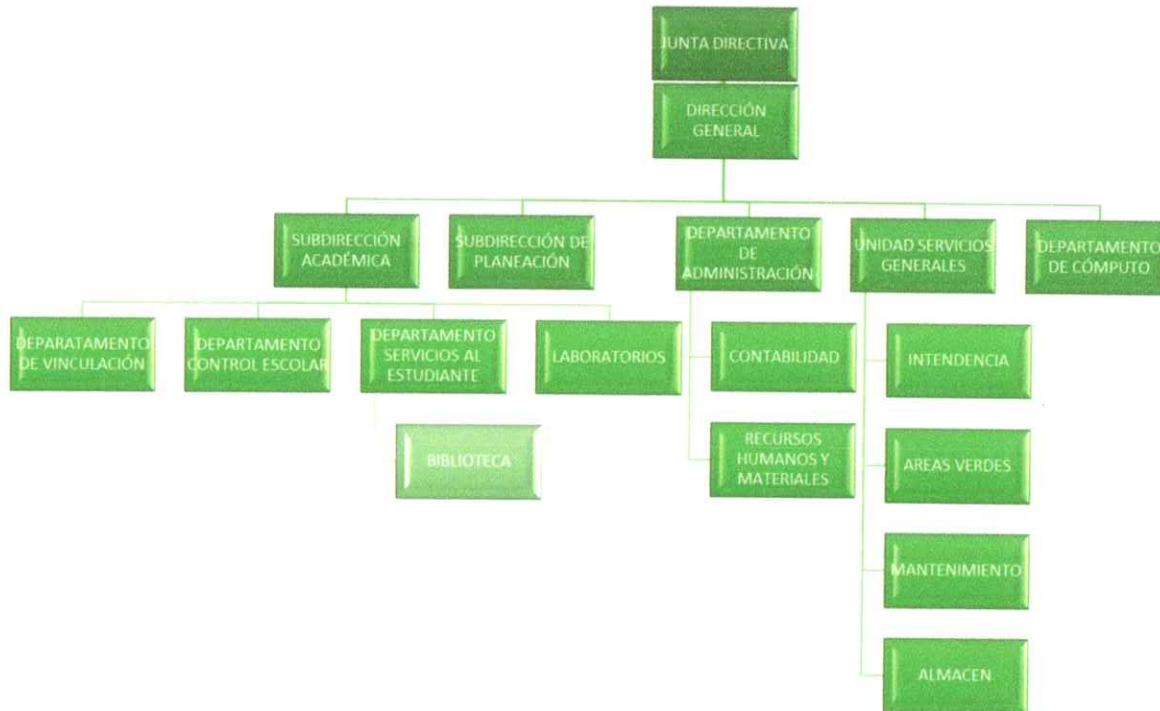 JUNTA DIRECTIVA
DIRECCIÓN
GENERAL
SUBDIRECCIÓN
ACADÉMICA
SUBDIRECCIÓN DE
PLANEACIÓN
DEPARTAMENTO
DE
ADMINISTRACIÓN
UNIDAD SERVICIOS
GENERALES
DEPARTAMENTO
DE CÓMPUTO
DEPARATAMENTO
DE VINCULACIÓN
DEPARTAMENTO
CONTROL ESCOLAR
DEPARTAMENTO
SERVICIOS AL
ESTUDIANTE
LABORATORIOS
CONTABILIDAD
INTENDENCIA
BIBLIOTECA
RECURSOS
HUMANOS Y
MATERIALES
AREAS VERDES
MANTENIMIENTO
ALMACEN